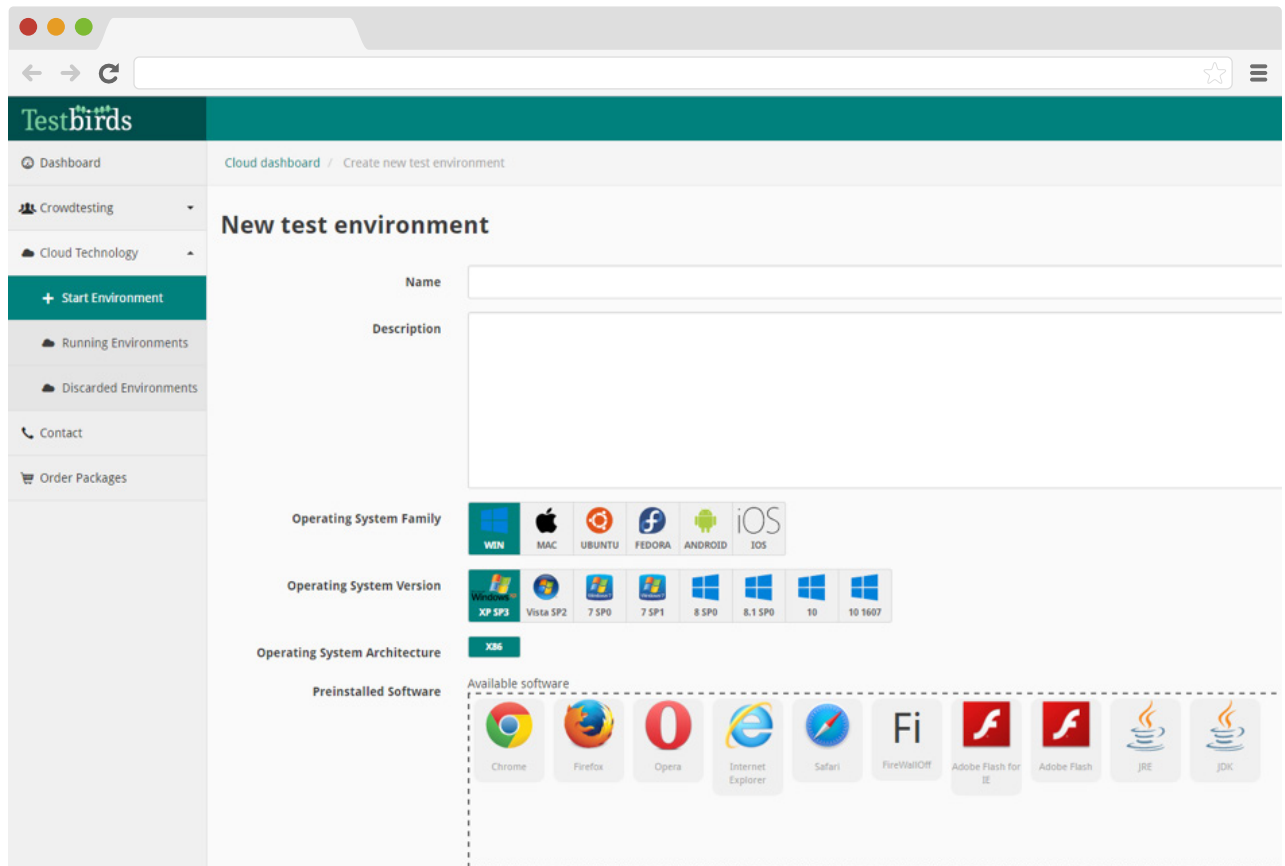 Testbirds
Dashboard
Cloud dashboard / Create new test environment
Crowdtesting
New test environment
Cloud Technology
Name
Start Environment
Description
Running Environments
Discarded Environments
Contact
Order Packages
Operating System Family
WIN MAC UBUNTU FEDORA ANDROID iOS IOS
Operating System Version
Windows XP SP3 Vista SP2 7 SP0 7 SP1 8 SP0 8.1 SP0 10 10 1607
Operating System Architecture X86
Preinstalled Software
Available software
Chrome Firefox Opera Internet Explorer Safari Fi FireWallOff Adobe Flash for IE Adobe Flash JRE JDK